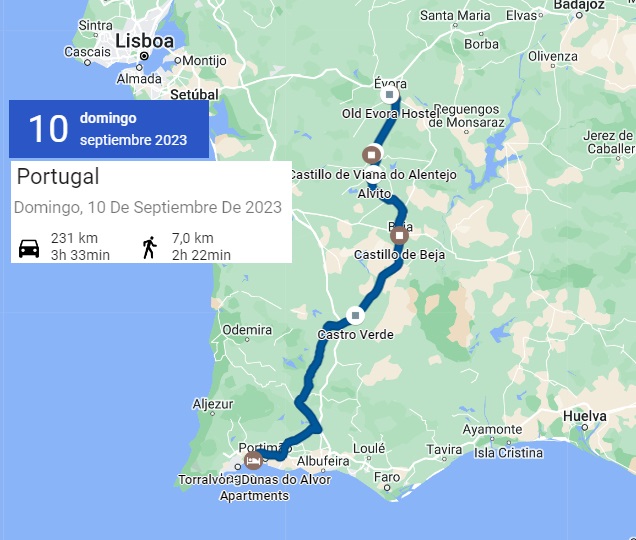 Sintra
Lisboa
Cascais
Almada
Montijo
Setúbal
Santa Maria
Elvas
Badajoz
Borba
Olivenza
Évora
Old Evora Hostel
Reguengos
de Monsaraz
Jerez de
Caballer
10
domingo
septiembre 2023
Portugal
Domingo, 10 De Septiembre De 2023
231 km
3h 33min
7,0 km
2h 22min
Castillo de Viana do Alentejo
Alvito
Beja
Castillo de Beja
Castro Verde
Odemira
Aljezur
Portimão
Albufeira
Loulé
Faro
Tavira
Ayamonte
Isla Cristina
Huelva
Dunas do Alvor
Apartments